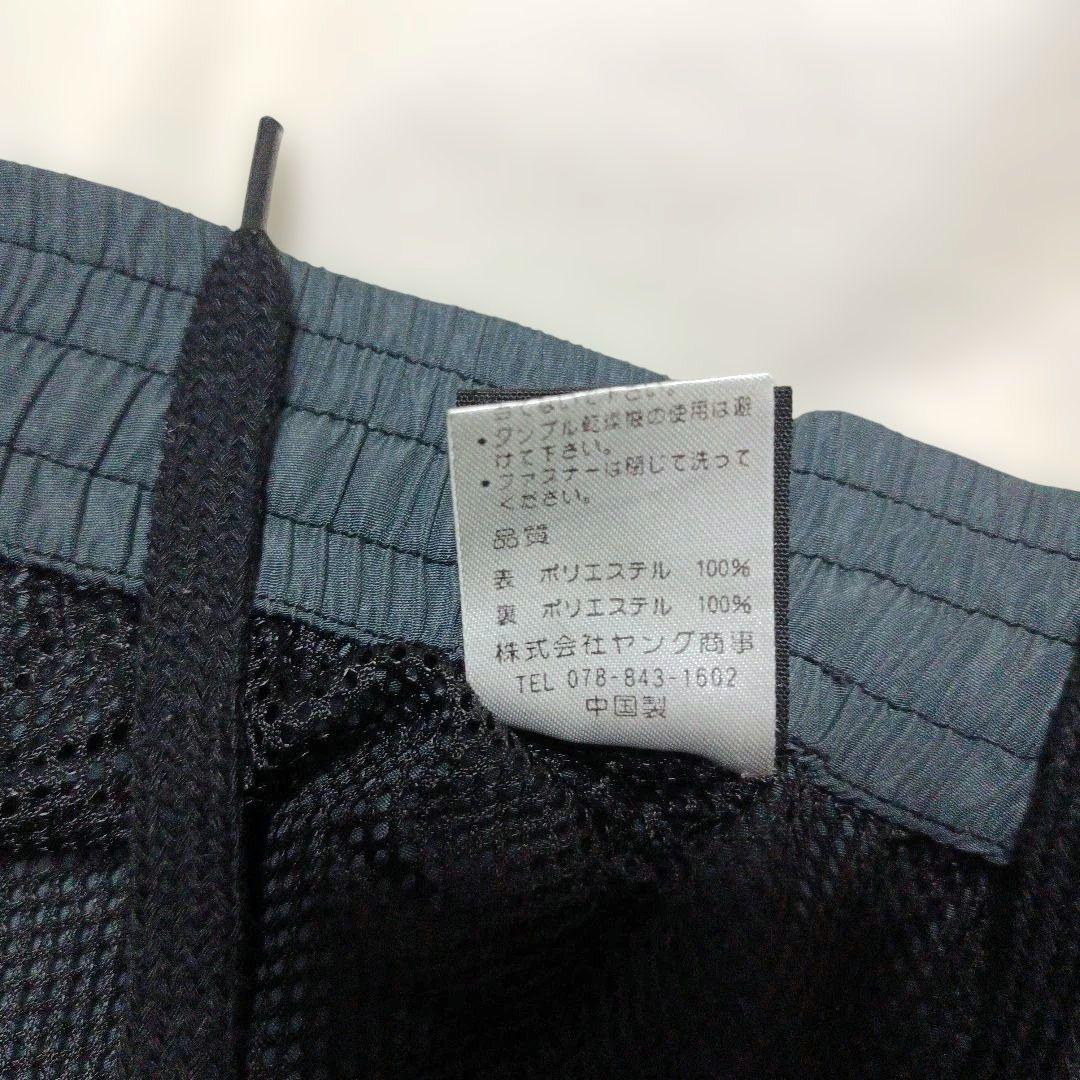 ・タンブル乾燥機の使用は避
けて下さい。
・ファスナーは閉じて洗って
ください。
品質
表 ポリエステル 100%
裏 ポリエステル 100%
株式会社ヤング商事
TEL 078-843-1602
中国製